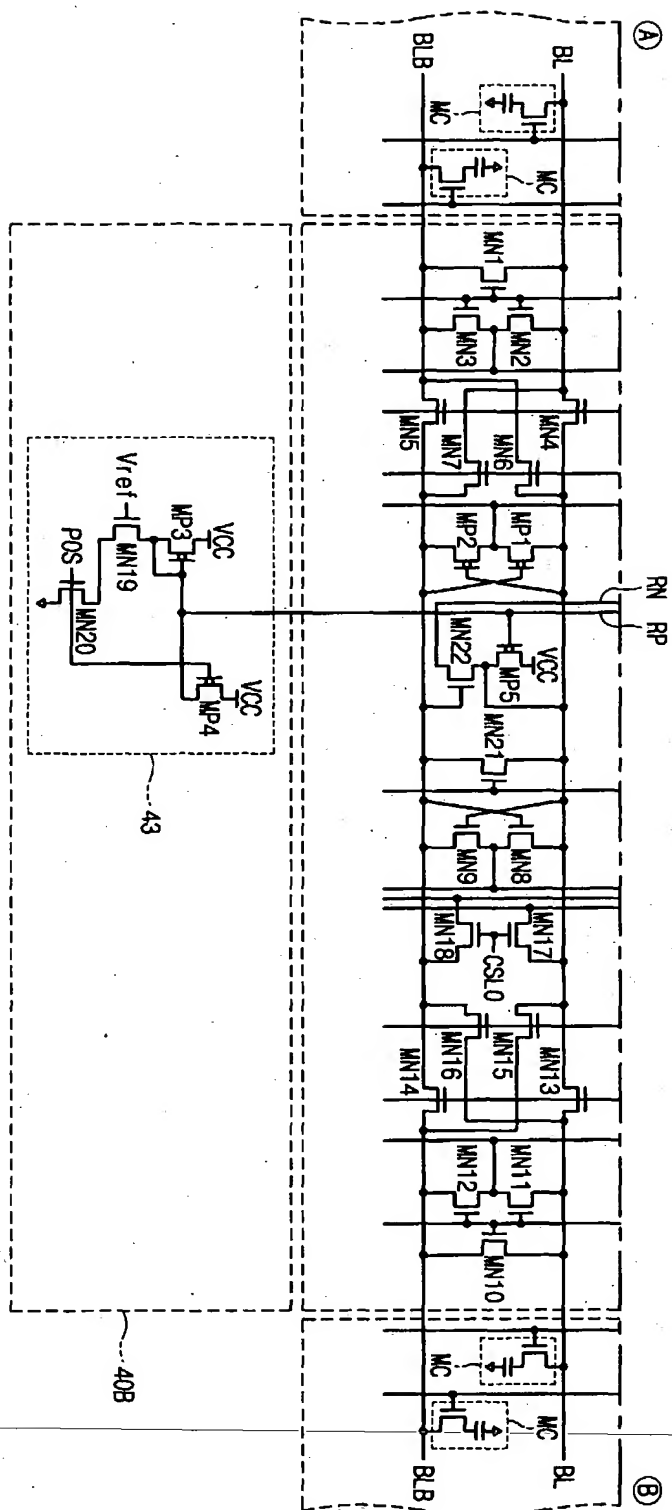 A
B
BL
BLB
MC
MC
MN1
MN2
MN3
MN4
MN5
MN6
MN7
MP1
MP2
RN
RP
VCC
MP5
MN22
MN21
MN8
MN9
MN17
MN18
CSL0
MN15
MN16
MN13
MN14
MN11
MN12
MN10
MC
MC
BL
BLB
VCC
MP3
Vref
MN19
POS
MN20
VCC
MP4
43
40B